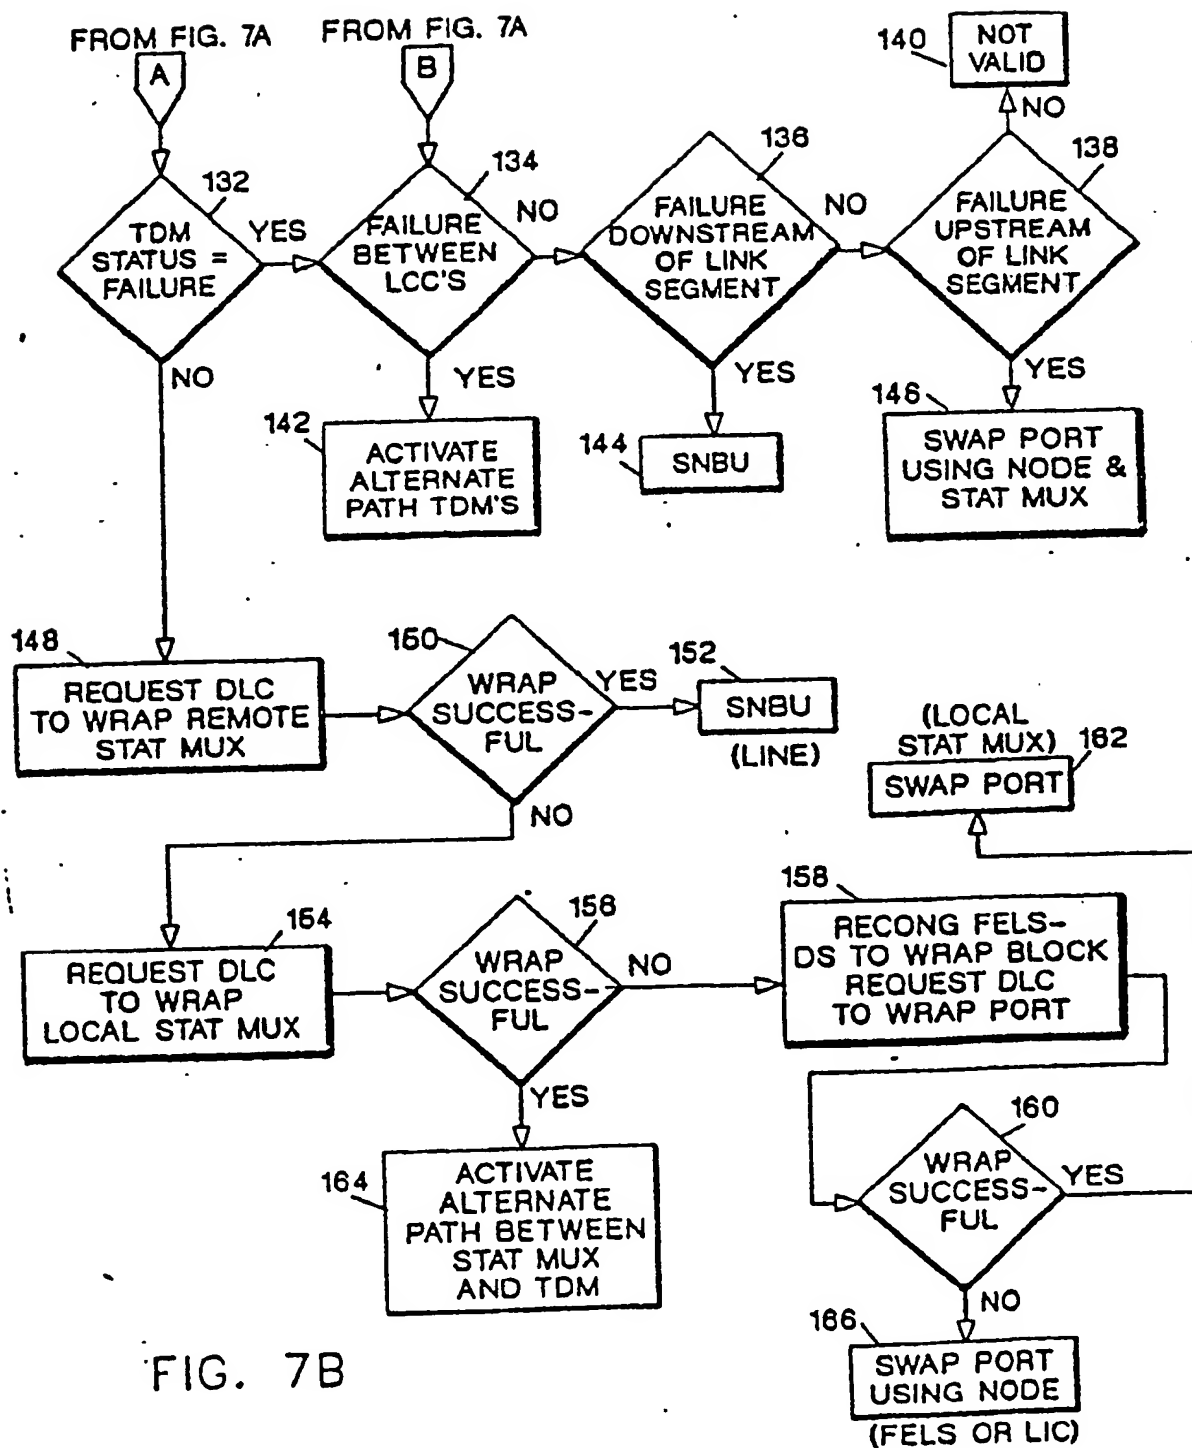 FROM FIG. 7A
A
FROM FIG. 7A
B
140
NOT
VALID
NO
132
TDM
STATUS =
FAILURE
YES
NO
134
FAILURE
BETWEEN
LCC'S
NO
YES
136
FAILURE
DOWNSTREAM
OF LINK
SEGMENT
NO
YES
138
FAILURE
UPSTREAM
OF LINK
SEGMENT
YES
142
ACTIVATE
ALTERNATE
PATH TDM'S
144
SNBU
146
SWAP PORT
USING NODE &
STAT MUX
148
REQUEST DLC
TO WRAP REMOTE
STAT MUX
150
WRAP
SUCCESS-
FUL
YES
NO
152
SNBU
(LINE)
(LOCAL
STAT MUX)
162
SWAP PORT
154
REQUEST DLC
TO WRAP
LOCAL STAT MUX
156
WRAP
SUCCESS-
FUL
NO
YES
158
RECONG FELS-
DS TO WRAP BLOCK
REQUEST DLC
TO WRAP PORT
160
WRAP
SUCCESS-
FUL
YES
NO
164
ACTIVATE
ALTERNATE
PATH BETWEEN
STAT MUX
AND TDM
166
SWAP PORT
USING NODE
(FELS OR LIC)
FIG. 7B